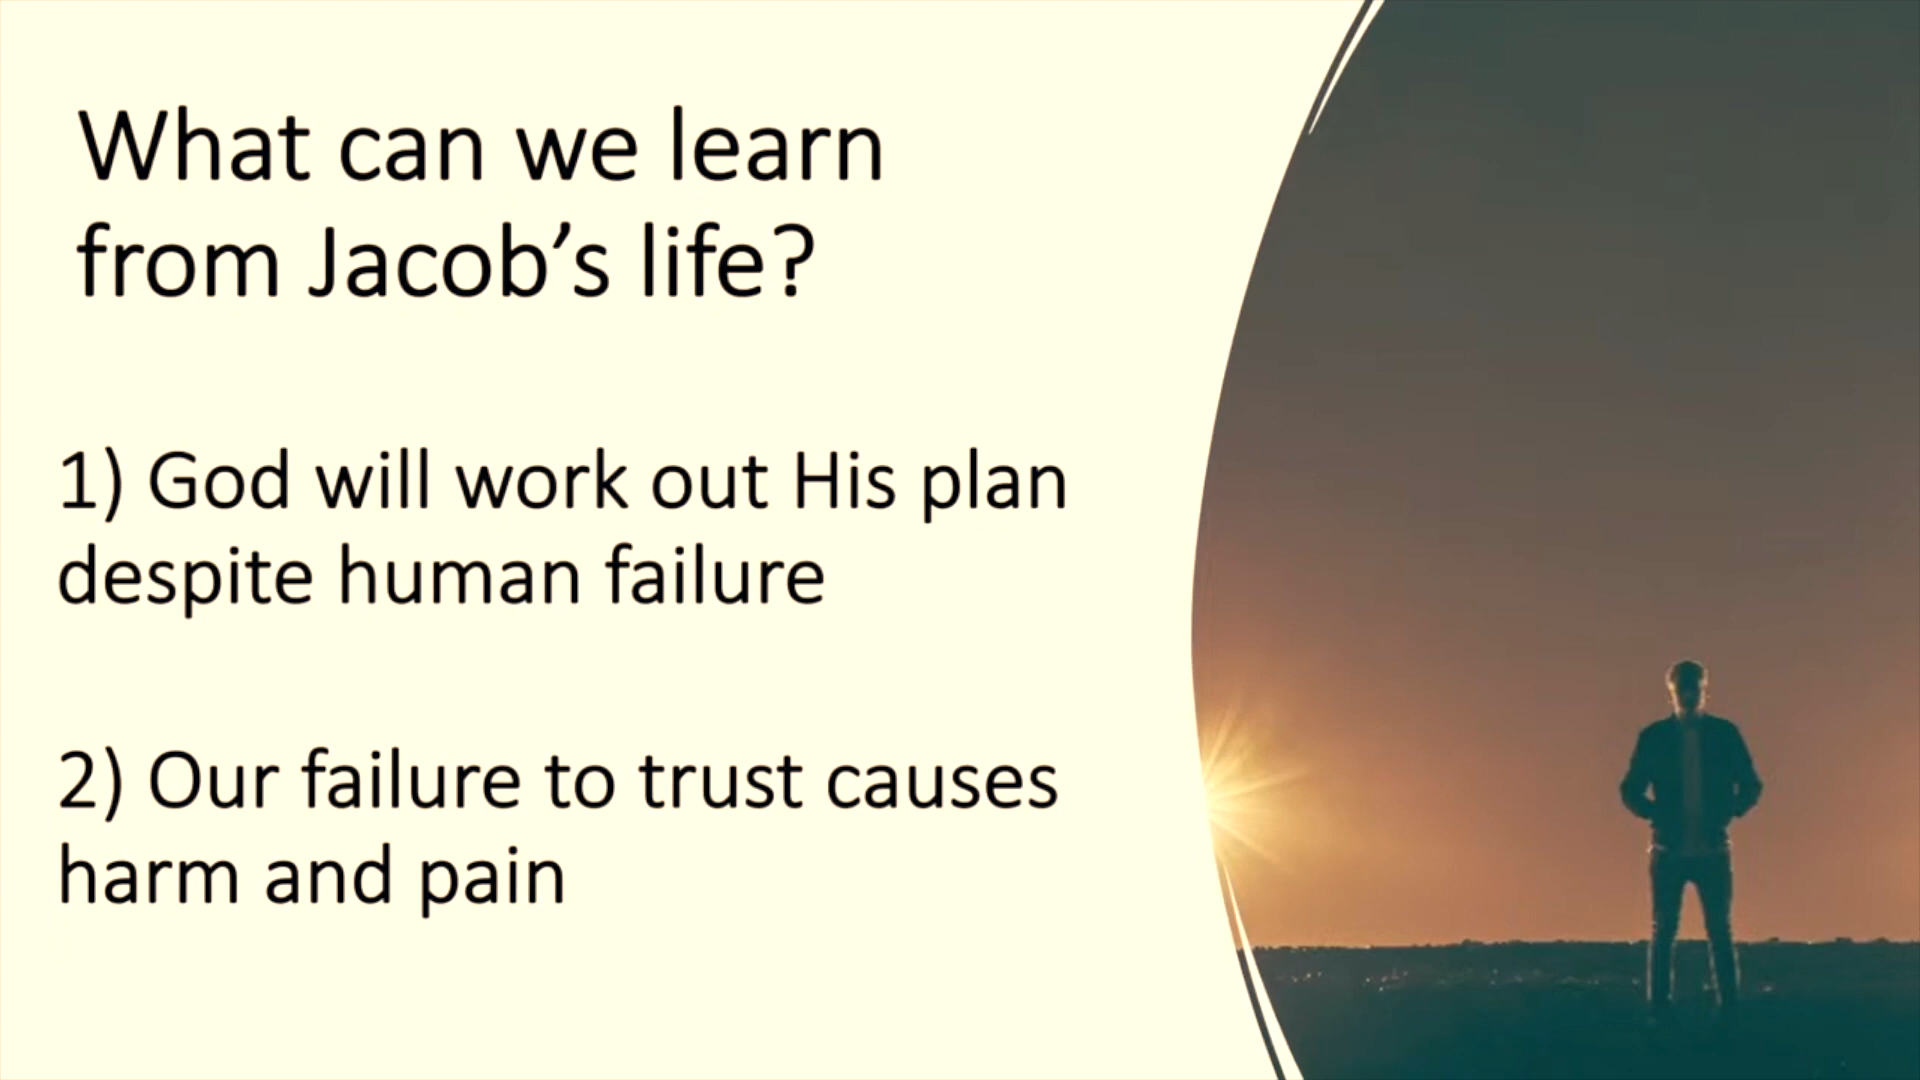 What can we learn
from Jacob’s life?
1) God will work out His plan
despite human failure
2) Our failure to trust causes
harm and pain